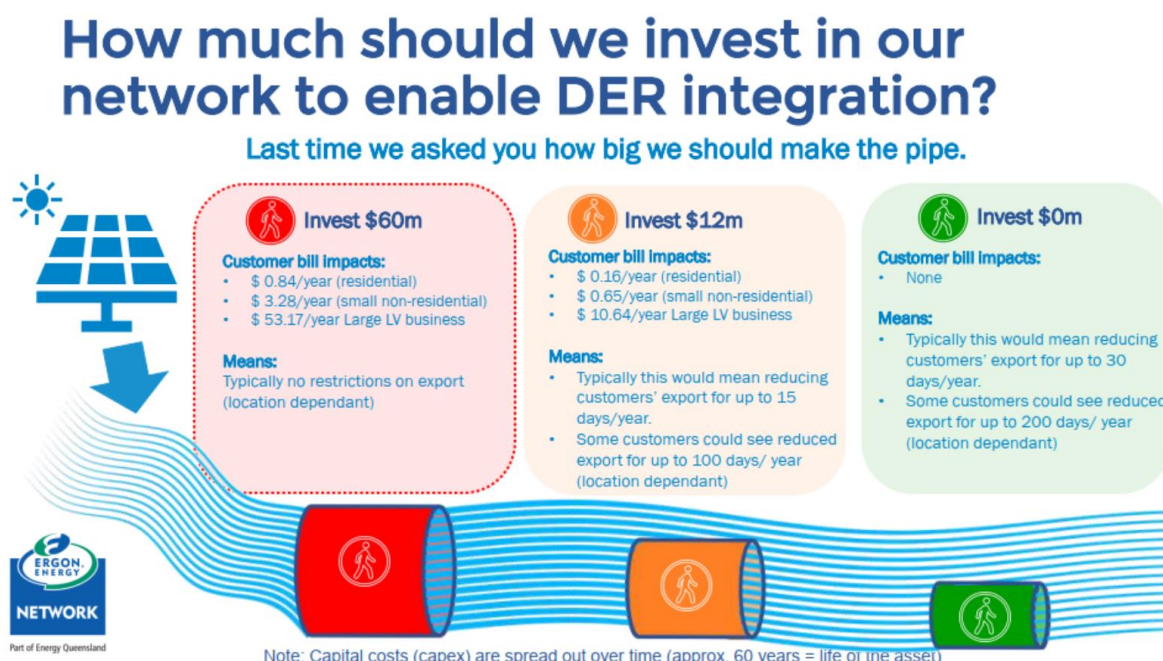 How much should we invest in our
network to enable DER integration?
Last time we asked you how big we should make the pipe.
Invest $60m
Customer bill impacts:
• $ 0.84/year (residential)
• $ 3.28/year (small non-residential)
• $ 53.17/year Large LV business
Means:
Typically no restrictions on export
(location dependant)
Invest $12m
Customer bill impacts:
• $ 0.16/year (residential)
• $ 0.65/year (small non-residential)
• $ 10.64/year Large LV business
Means:
• Typically this would mean reducing
customers' export for up to 15
days/year.
• Some customers could see reduced
export for up to 100 days/ year
(location dependant)
Invest $0m
Customer bill impacts:
• None
Means:
• Typically this would mean reducing
customers' export for up to 30
days/year.
• Some customers could see reduced
export for up to 200 days/ year
(location dependant)
ERGON.
ENERGY
NETWORK
Part of Energy Queensland
Note: Capital costs (capex) are spread out over time (approx. 60 years = life of the asset)